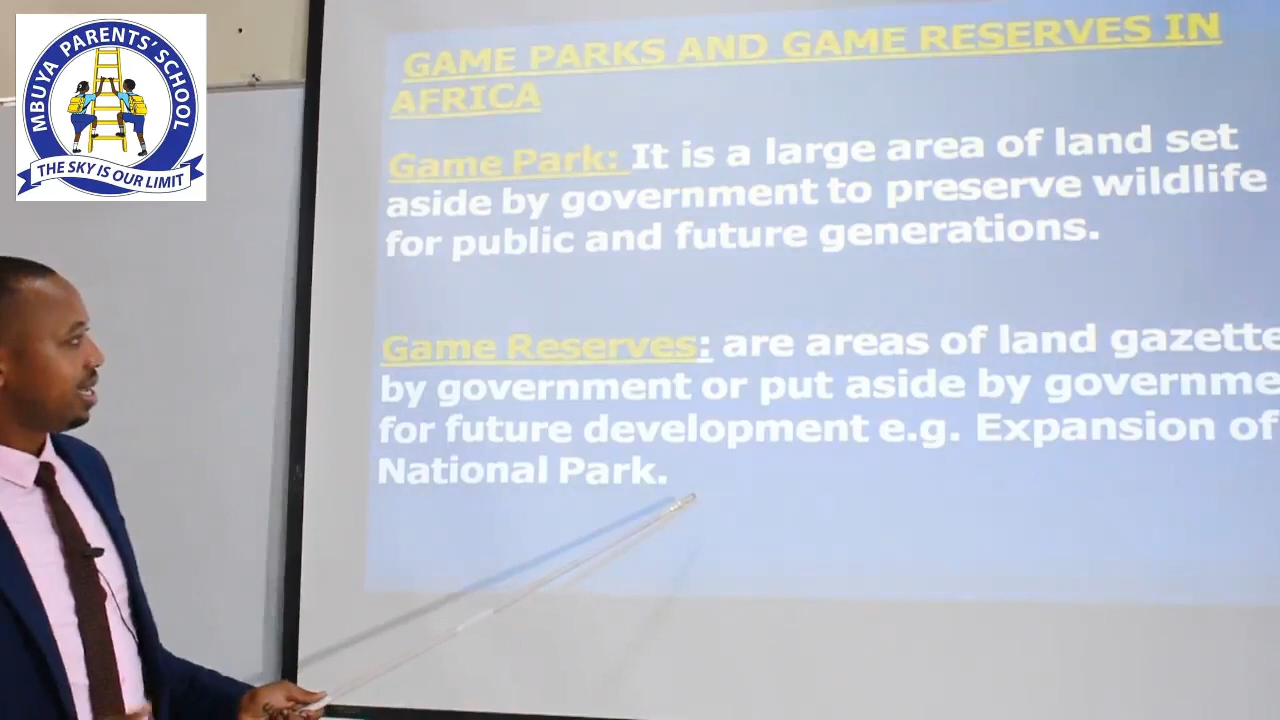 MBUYA PARENTS' SCHOOL
THE SKY IS OUR LIMIT
GAME PARKS AND GAME RESERVES IN
AFRICA
Game Park: It is a large area of land set
aside by government to preserve wildlife
for public and future generations.
Game Reserves: are areas of land gazette
by government or put aside by governme
for future development e.g. Expansion of
National Park.